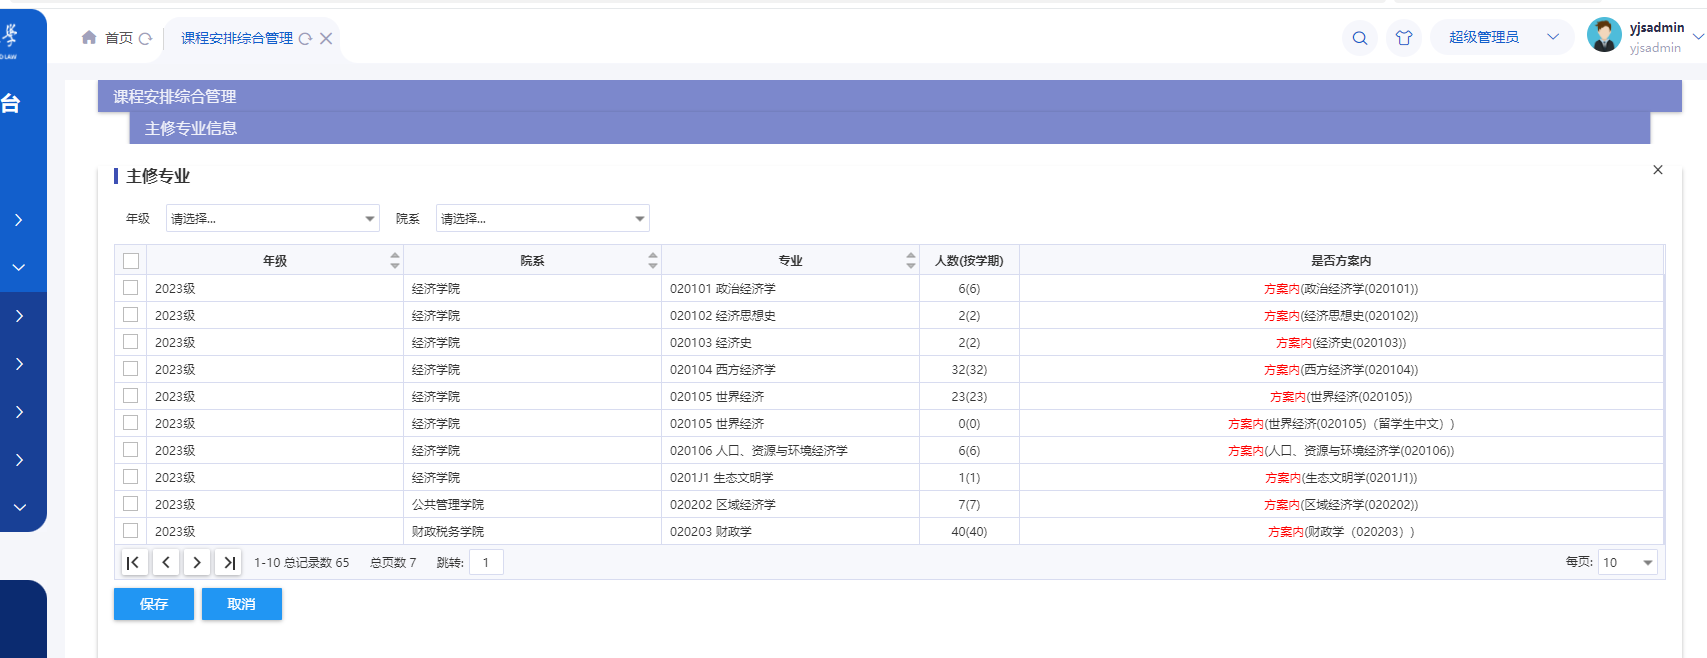 学
D LAW
台
首页
课程安排综合管理
超级管理员
yjsadmin
yjsadmin
课程安排综合管理
主修专业信息
主修专业
年级 请选择... 院系 请选择...
年级 院系 专业 人数(按学期) 是否方案内
2023级 经济学院 020101 政治经济学 6(6) 方案内(政治经济学(020101))
2023级 经济学院 020102 经济思想史 2(2) 方案内(经济思想史(020102))
2023级 经济学院 020103 经济史 2(2) 方案内(经济史(020103))
2023级 经济学院 020104 西方经济学 32(32) 方案内(西方经济学(020104))
2023级 经济学院 020105 世界经济 23(23) 方案内(世界经济(020105))
2023级 经济学院 020105 世界经济 0(0) 方案内(世界经济(020105)（留学生中文）)
2023级 经济学院 020106 人口、资源与环境经济学 6(6) 方案内(人口、资源与环境经济学(020106))
2023级 经济学院 0201J1 生态文明学 1(1) 方案内(生态文明学(0201J1))
2023级 公共管理学院 020202 区域经济学 7(7) 方案内(区域经济学(020202))
2023级 财政税务学院 020203 财政学 40(40) 方案内(财政学（020203）)
1-10 总记录数 65 总页数 7 跳转: 1 每页: 10
保存 取消